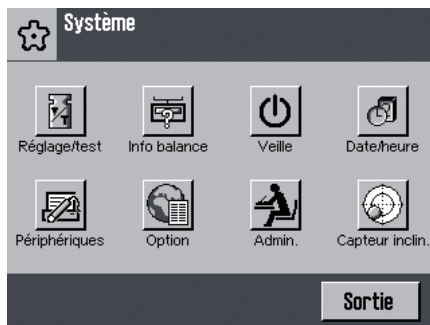 Système
Réglage/test Info balance Veille Date/heure
Périphériques Option Admin. Capteur inclin.
Sortie